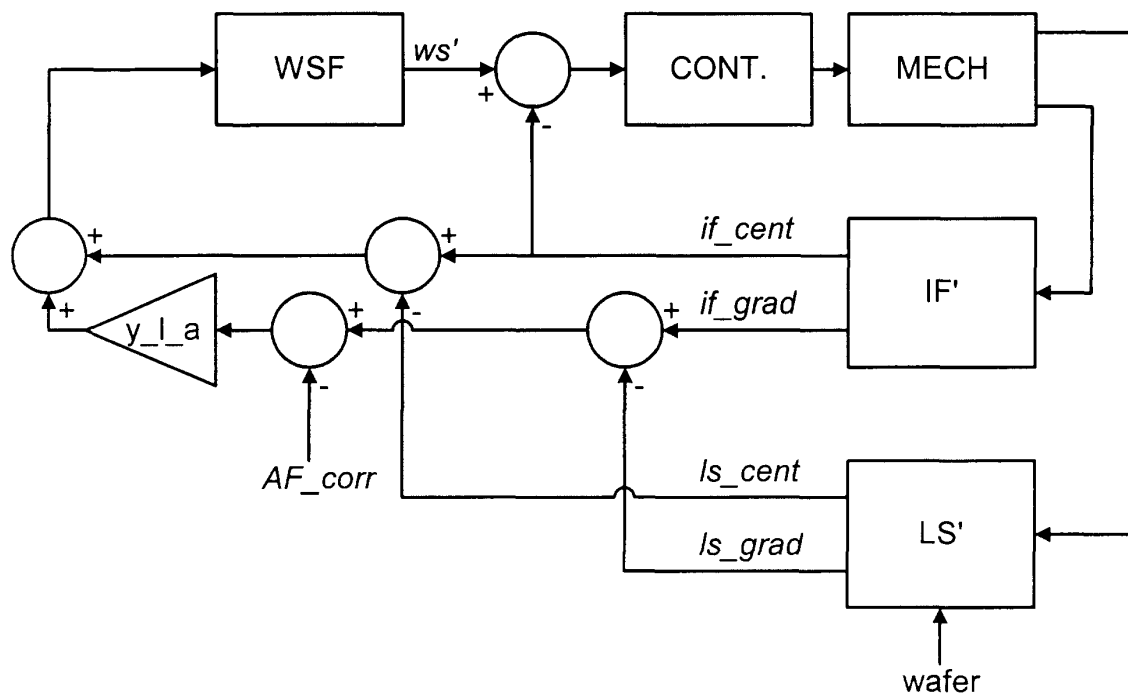 WSF
ws'
CONT.
MECH
+
-
+
+
if_cent
IF'
+
-
+
+
if_grad
y_l_a
-
-
AF_corr
ls_cent
LS'
ls_grad
wafer